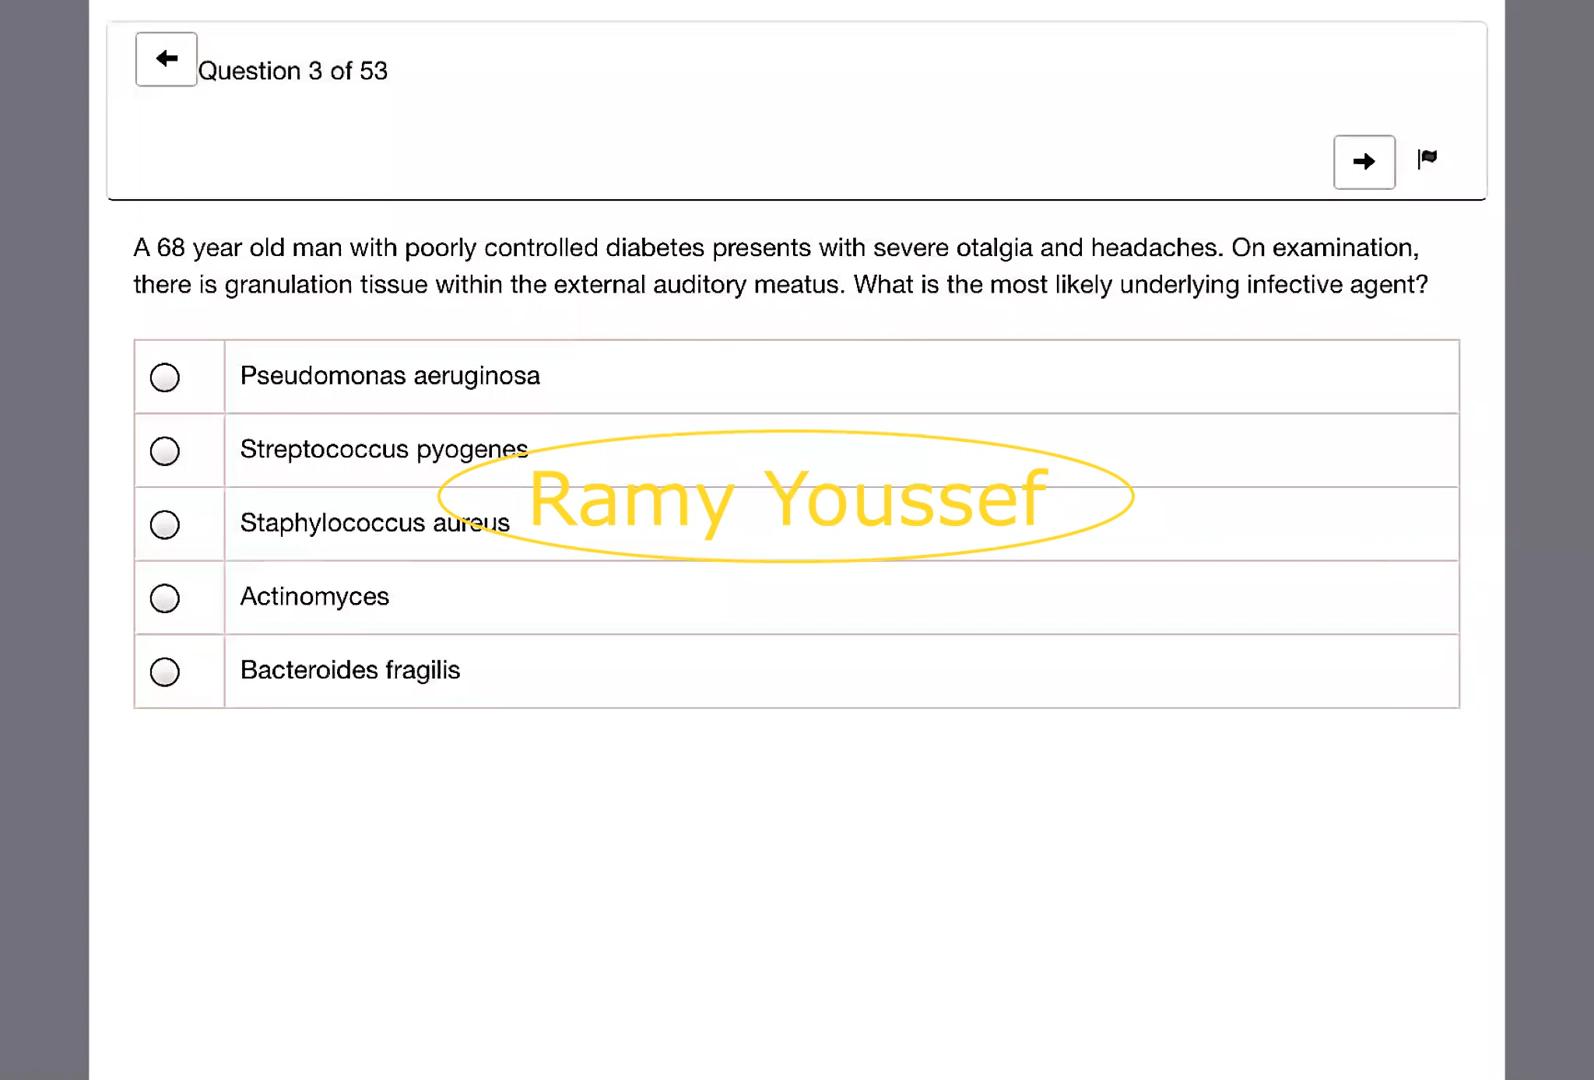 Question 3 of 53
A 68 year old man with poorly controlled diabetes presents with severe otalgia and headaches. On examination,
there is granulation tissue within the external auditory meatus. What is the most likely underlying infective agent?
Pseudomonas aeruginosa
Streptococcus pyogenes
Ramy Youssef
Staphylococcus aureus
Actinomyces
Bacteroides fragilis